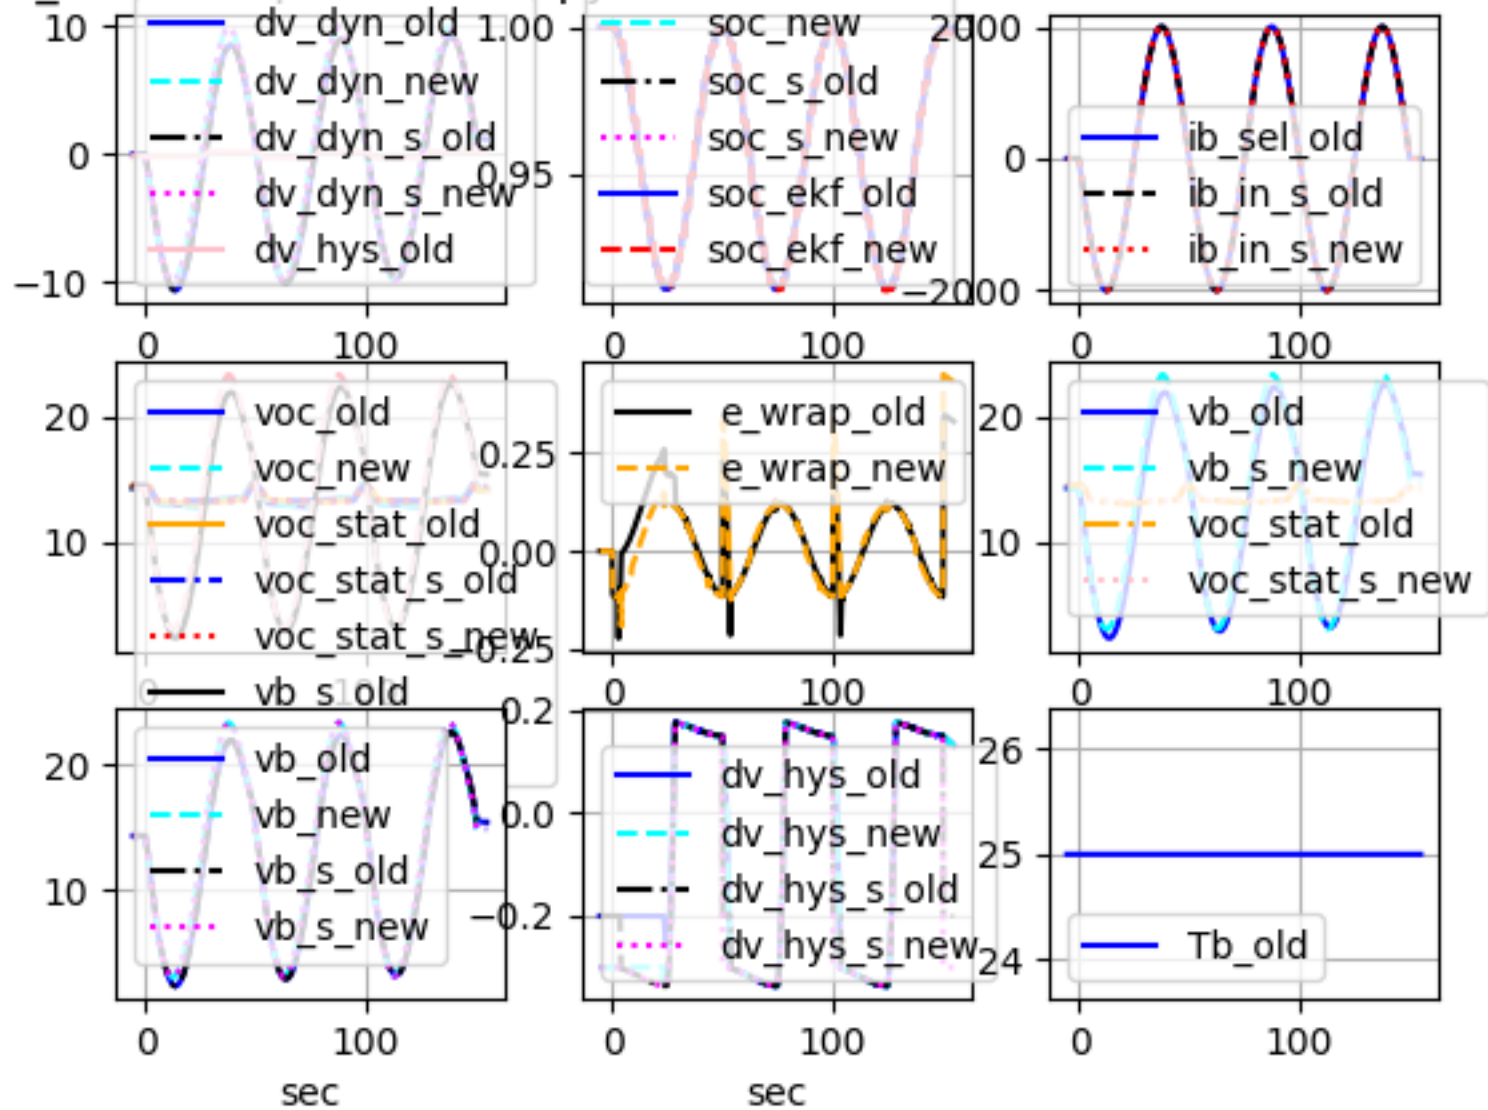 10
0
−10
dv_dyn_old
dv_dyn_new
dv_dyn_s_old
dv_dyn_s_new
dv_hys_old
0
100
1.00
0.95
soc_new
soc_s_old
soc_s_new
soc_ekf_old
soc_ekf_new
0
100
2000
0
−2000
ib_sel_old
ib_in_s_old
ib_in_s_new
0
100
20
10
voc_old
voc_new
voc_stat_old
voc_stat_s_old
voc_stat_s_new
vb_s_old
0
100
0.25
0.00
−0.25
e_wrap_old
e_wrap_new
0
100
20
10
vb_old
vb_s_new
voc_stat_old
voc_stat_s_new
0
100
20
10
vb_old
vb_new
vb_s_old
vb_s_new
0
100
sec
0.2
0.0
−0.2
dv_hys_old
dv_hys_new
dv_hys_s_old
dv_hys_s_new
0
100
sec
26
25
24
Tb_old
0
100